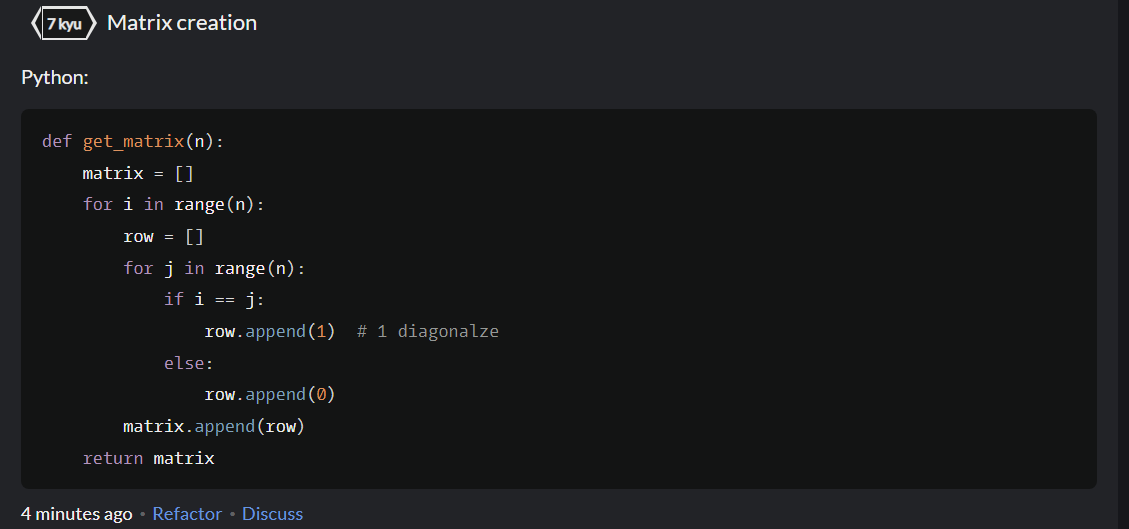 7 kyu Matrix creation
Python:
def get_matrix(n):
    matrix = []
    for i in range(n):
        row = []
        for j in range(n):
            if i == j:
                row.append(1)  # 1 diagonalze
            else:
                row.append(0)
        matrix.append(row)
    return matrix
4 minutes ago • Refactor • Discuss